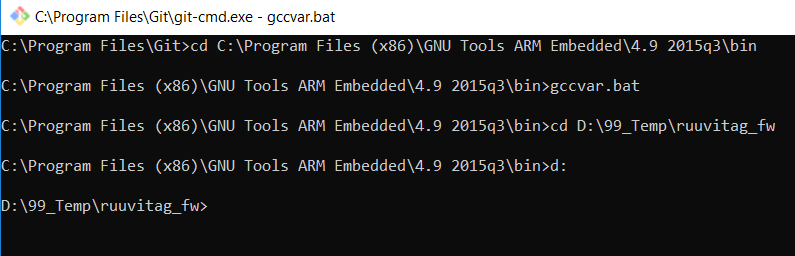 C:\Program Files\Git\git-cmd.exe - gccvar.bat
C:\Program Files\Git>cd C:\Program Files (x86)\GNU Tools ARM Embedded\4.9 2015q3\bin
C:\Program Files (x86)\GNU Tools ARM Embedded\4.9 2015q3\bin>gccvar.bat
C:\Program Files (x86)\GNU Tools ARM Embedded\4.9 2015q3\bin>cd D:\99_Temp\ruuvitag_fw
C:\Program Files (x86)\GNU Tools ARM Embedded\4.9 2015q3\bin>d:
D:\99_Temp\ruuvitag_fw>